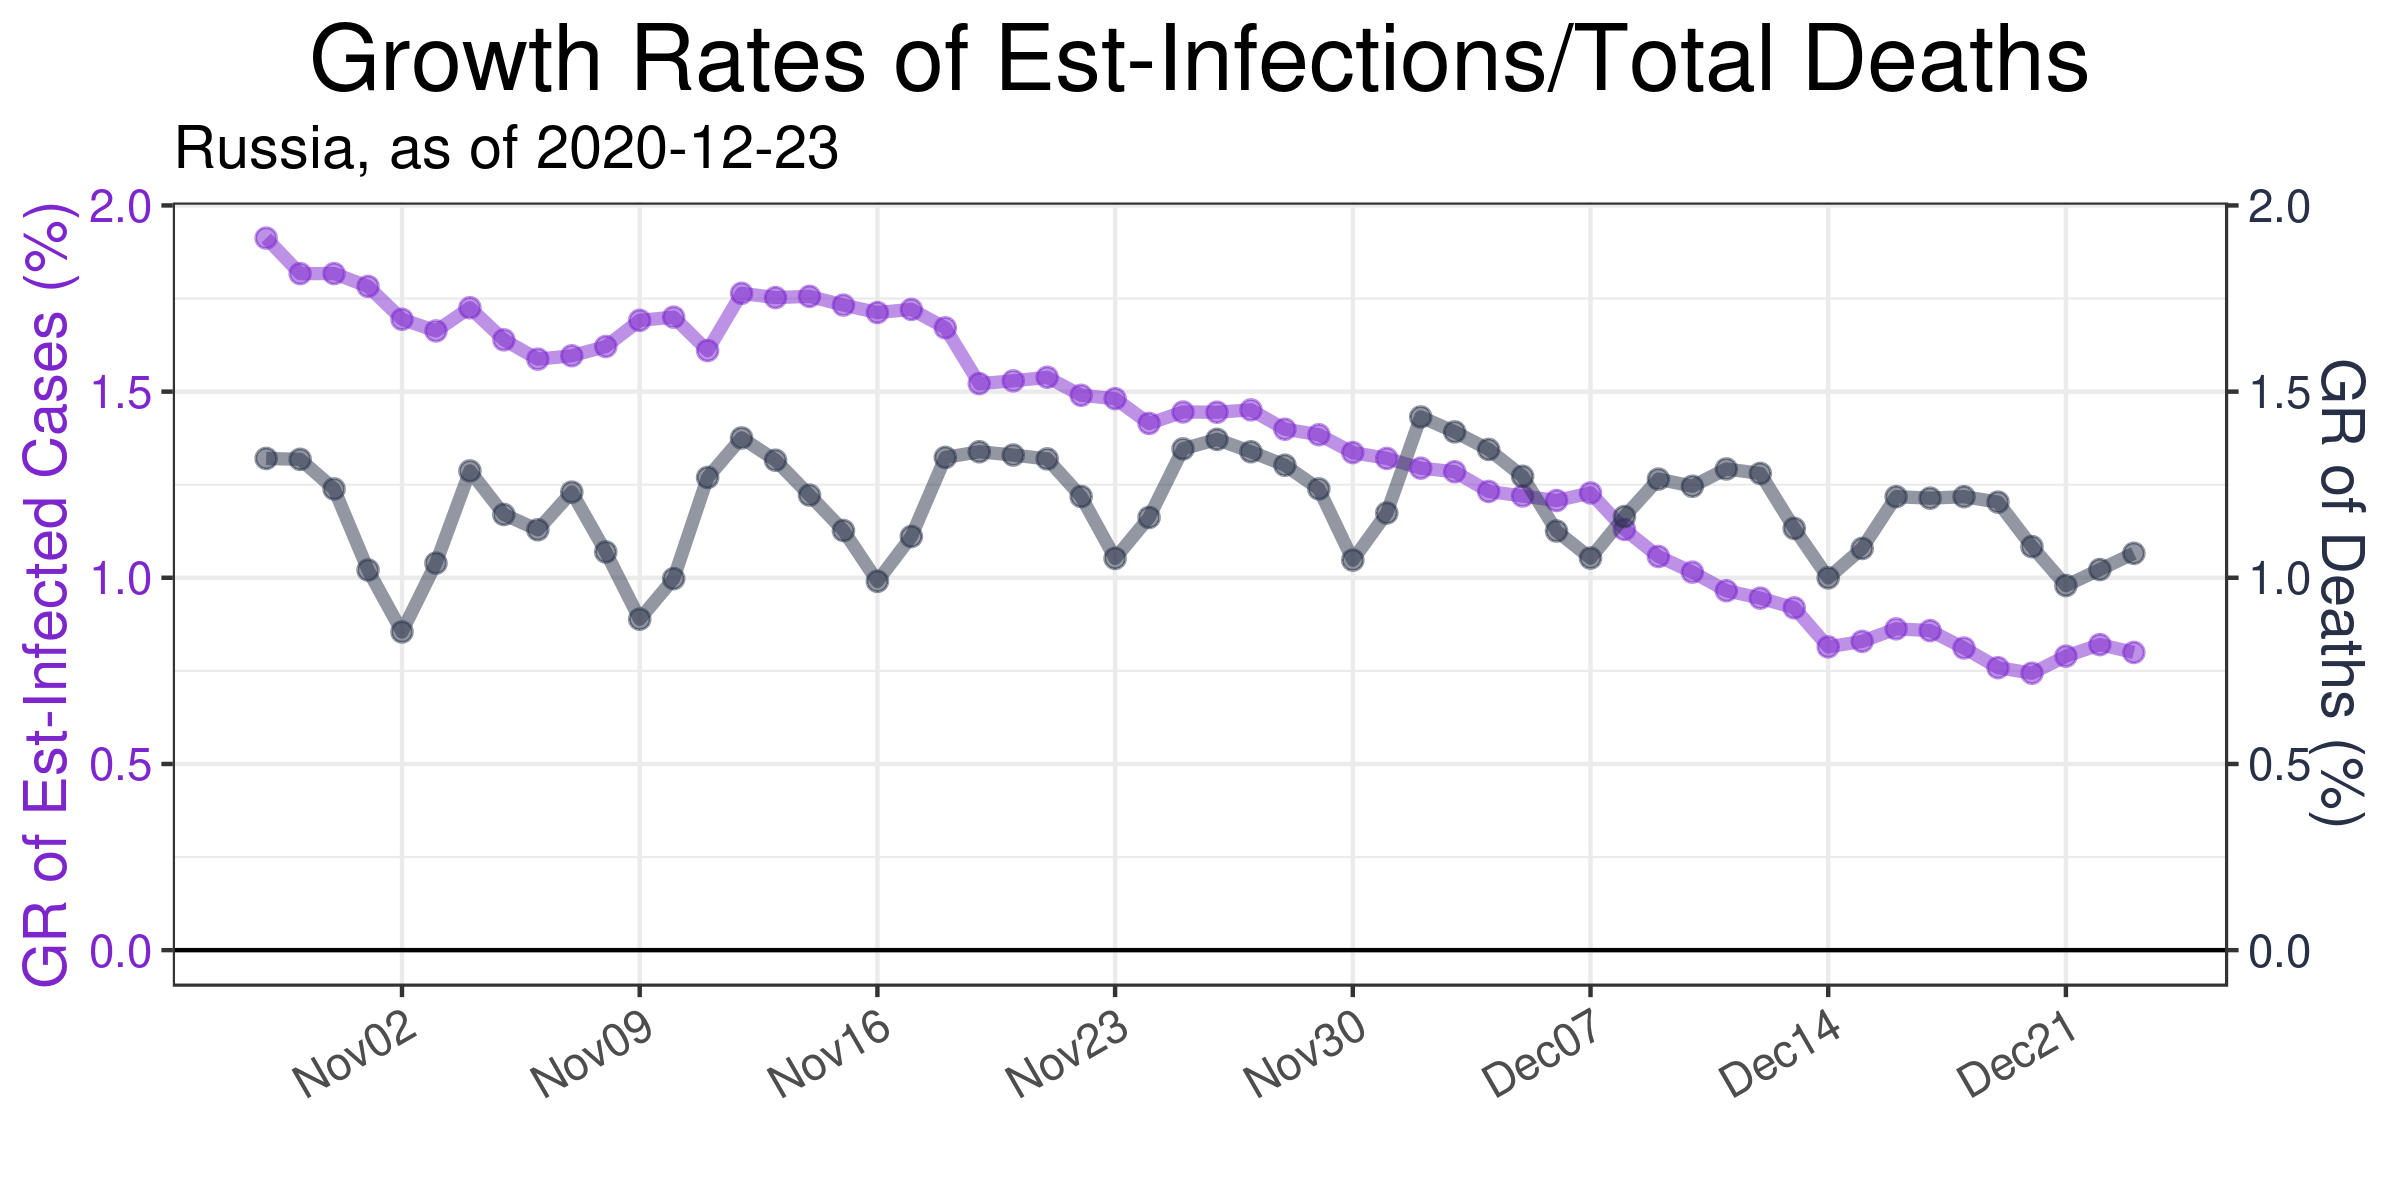 Growth Rates of Est-Infections/Total Deaths
Russia, as of 2020-12-23
GR of Est-Infected Cases (%)
2.0
1.5
1.0
0.5
0.0
2.0
1.5
1.0
0.5
0.0
GR of Deaths (%)
Nov02
Nov09
Nov16
Nov23
Nov30
Dec07
Dec14
Dec21